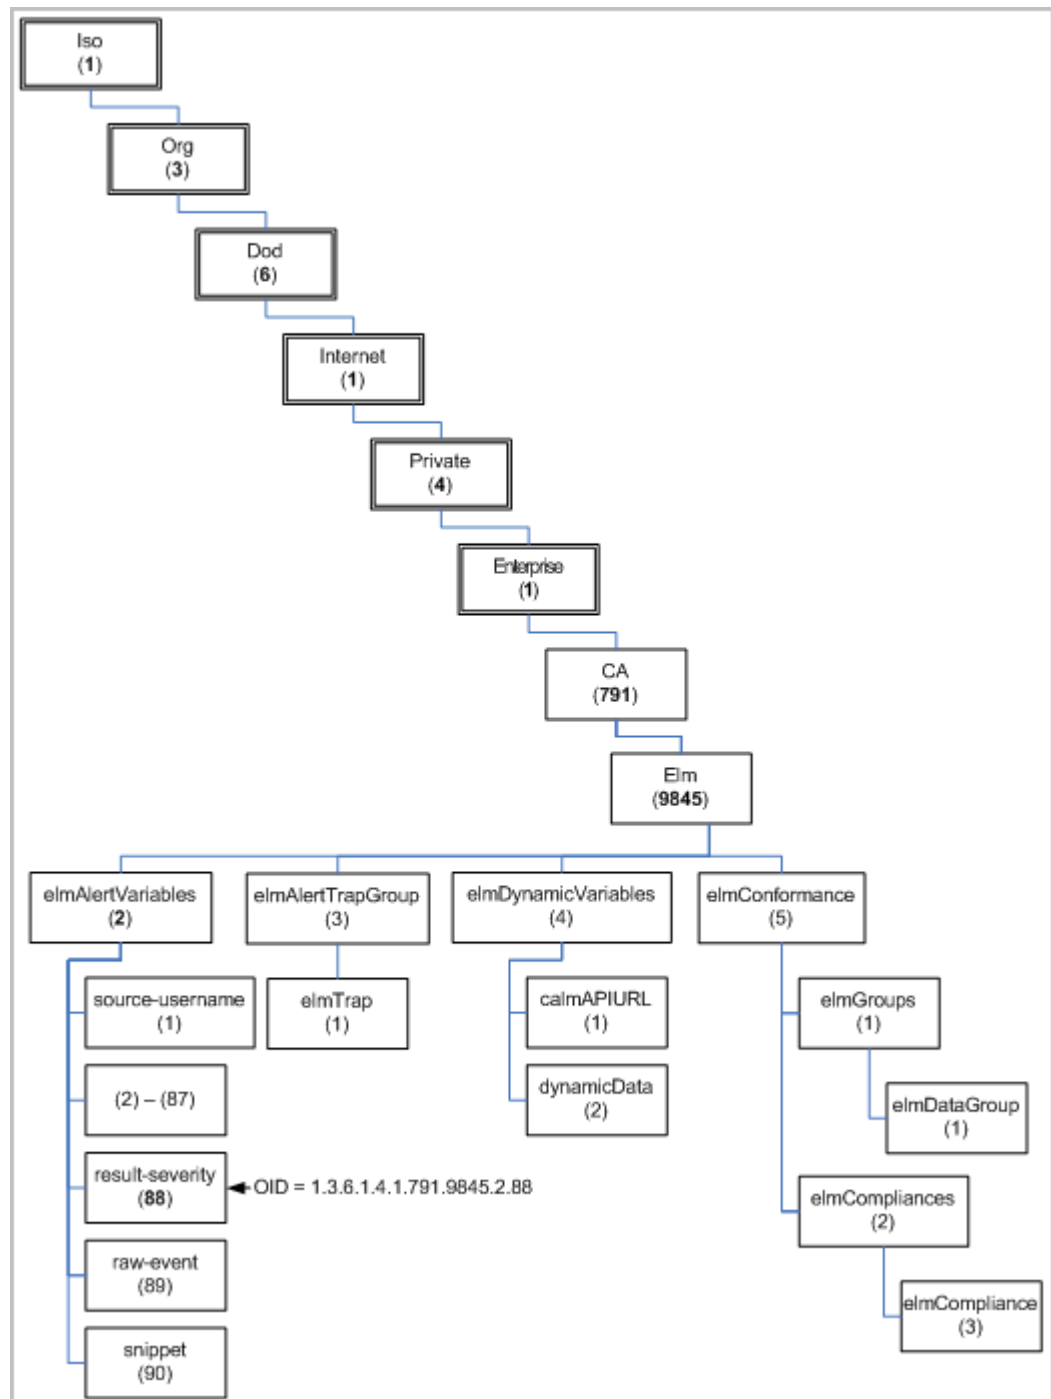 Iso
(1)
Org
(3)
Dod
(6)
Internet
(1)
Private
(4)
Enterprise
(1)
CA
(791)
Elm
(9845)
elmAlertVariables
(2)
elmAlertTrapGroup
(3)
elmDynamicVariables
(4)
elmConformance
(5)
source-username
(1)
elmTrap
(1)
calmAPIURL
(1)
elmGroups
(1)
(2) – (87)
dynamicData
(2)
elmDataGroup
(1)
result-severity
(88)
OID = 1.3.6.1.4.1.791.9845.2.88
elmCompliances
(2)
raw-event
(89)
elmCompliance
(3)
snippet
(90)